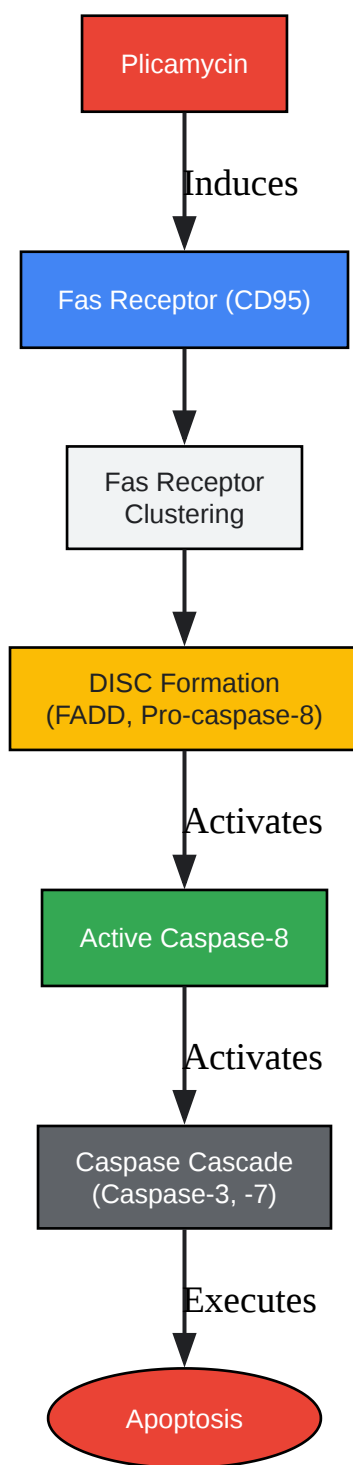 Plicamycin
Induces
Fas Receptor (CD95)
Fas Receptor
Clustering
DISC Formation
(FADD, Pro-caspase-8)
Activates
Active Caspase-8
Activates
Caspase Cascade
(Caspase-3, -7)
Executes
Apoptosis